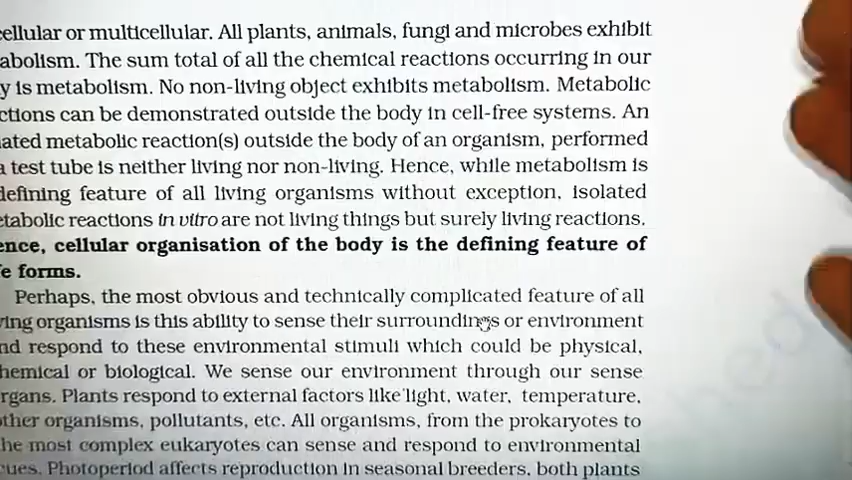 cellular or multicellular. All plants, animals, fungi and microbes exhibit
abolism. The sum total of all the chemical reactions occurring in our
y is metabolism. No non-living object exhibits metabolism. Metabolic
ctions can be demonstrated outside the body in cell-free systems. An
lated metabolic reaction(s) outside the body of an organism, performed
a test tube is neither living nor non-living. Hence, while metabolism is
defining feature of all living organisms without exception, isolated
etabolic reactions in vitro are not living things but surely living reactions.
ence, cellular organisation of the body is the defining feature of
fe forms.
Perhaps, the most obvious and technically complicated feature of all
ving organisms is this ability to sense their surroundings or environment
nd respond to these environmental stimuli which could be physical,
hemical or biological. We sense our environment through our sense
rgans. Plants respond to external factors like light, water, temperature,
other organisms, pollutants, etc. All organisms, from the prokaryotes to
he most complex eukaryotes can sense and respond to environmental
cues. Photoperiod affects reproduction in seasonal breeders, both plants